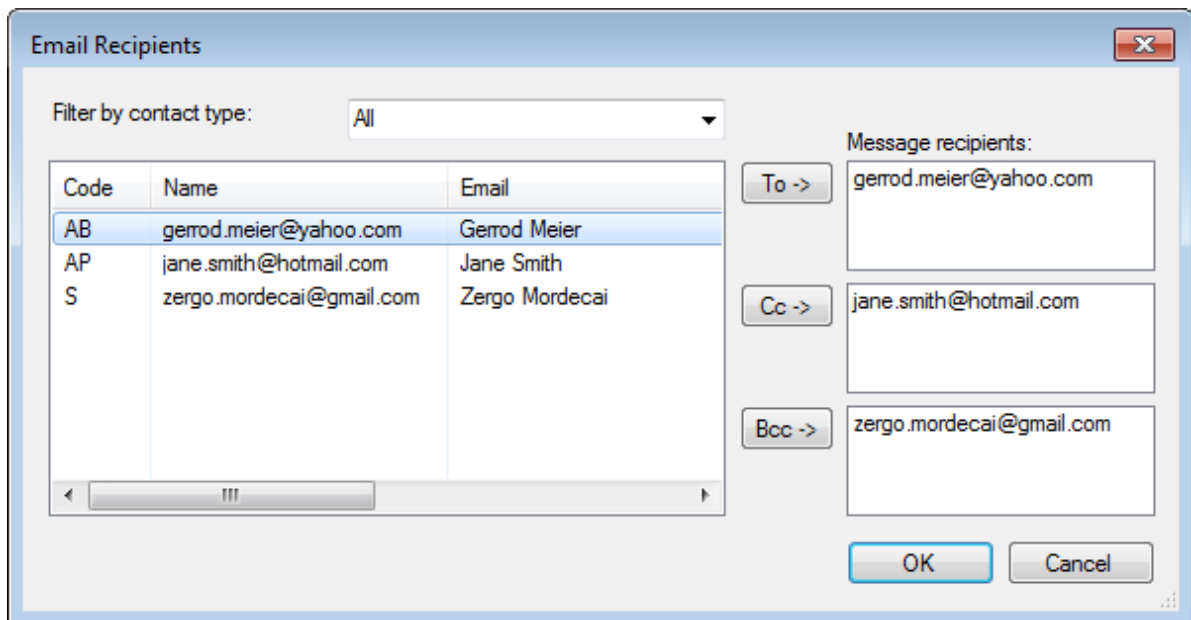 Email Recipients
Filter by contact type: All
Message recipients:
Code Name Email
AB gerrod.meier@yahoo.com Gerrod Meier
AP jane.smith@hotmail.com Jane Smith
S zergo.mordecai@gmail.com Zergo Mordecai
To ->
gerrod.meier@yahoo.com
Cc ->
jane.smith@hotmail.com
Bcc ->
zergo.mordecai@gmail.com
OK Cancel